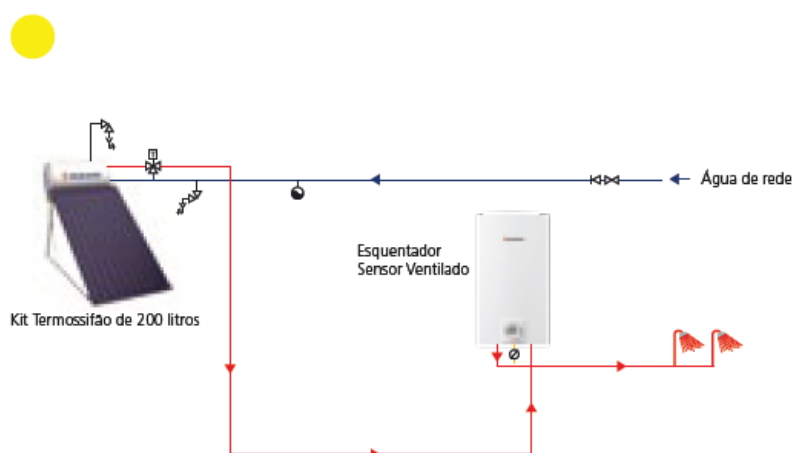 Água de rede
Esquentador
Sensor Ventilado
Kit Termossifão de 200 litros